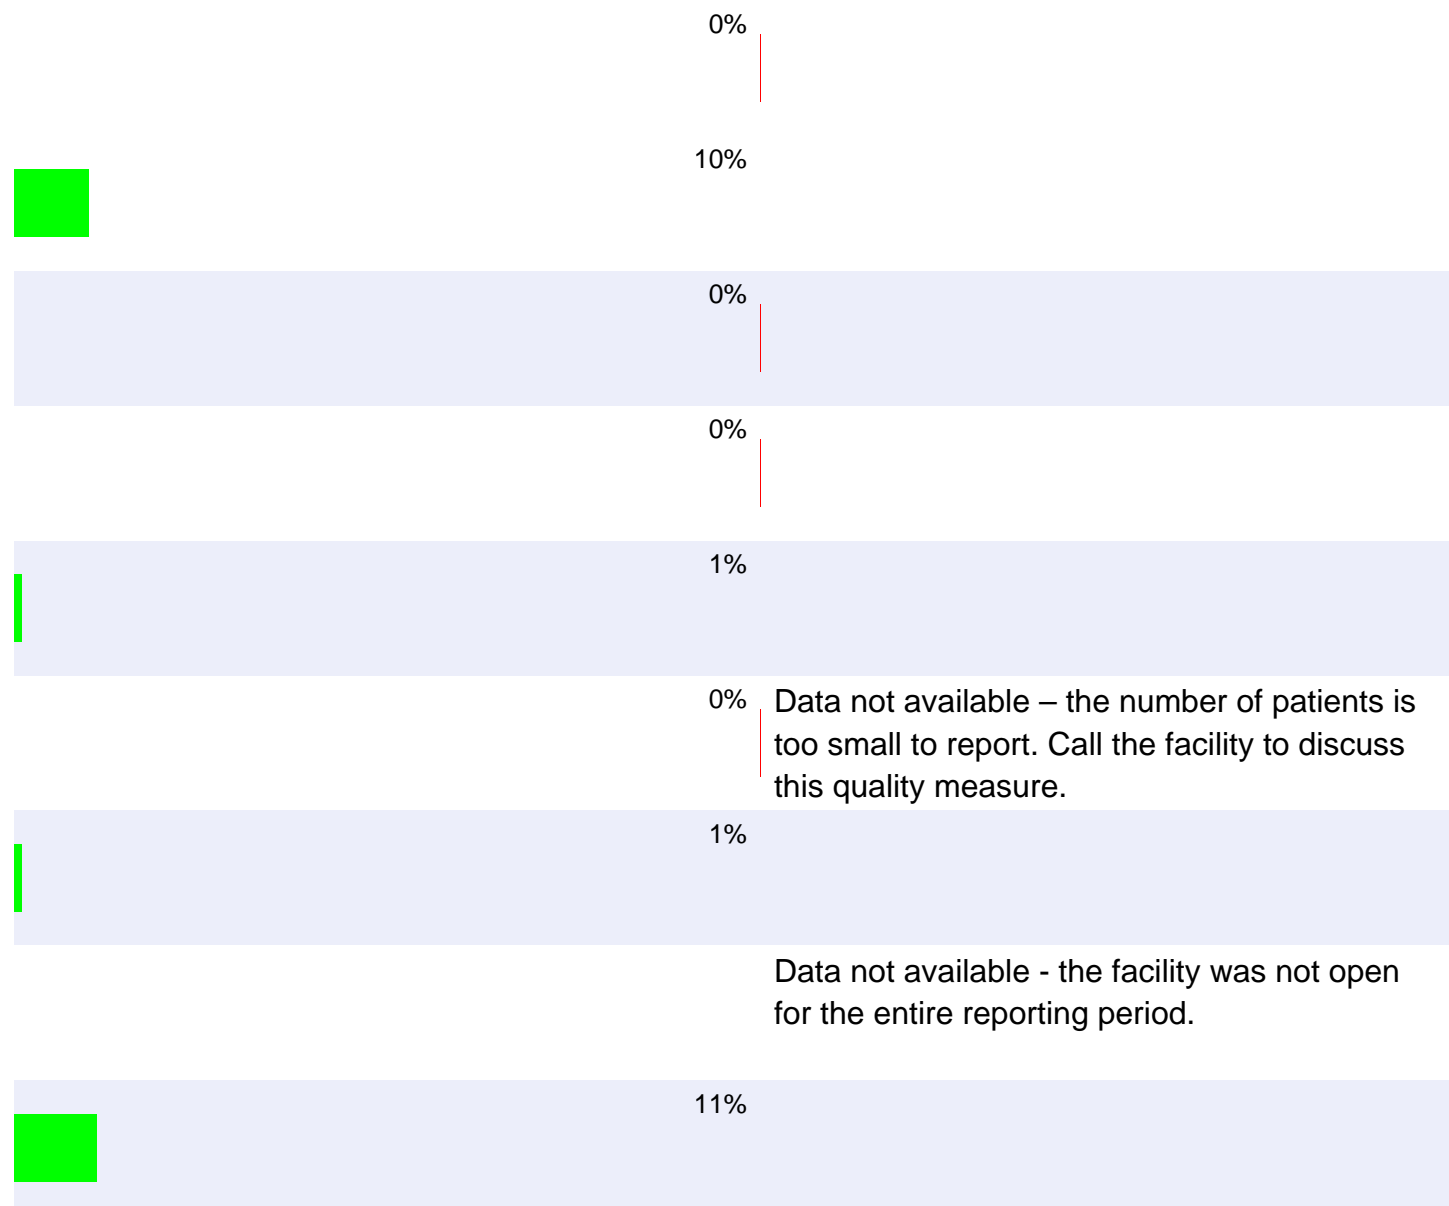 0%
10%
0%
0%
1%
0%
Data not available – the number of patients is
too small to report. Call the facility to discuss
this quality measure.
1%
Data not available - the facility was not open
for the entire reporting period.
11%